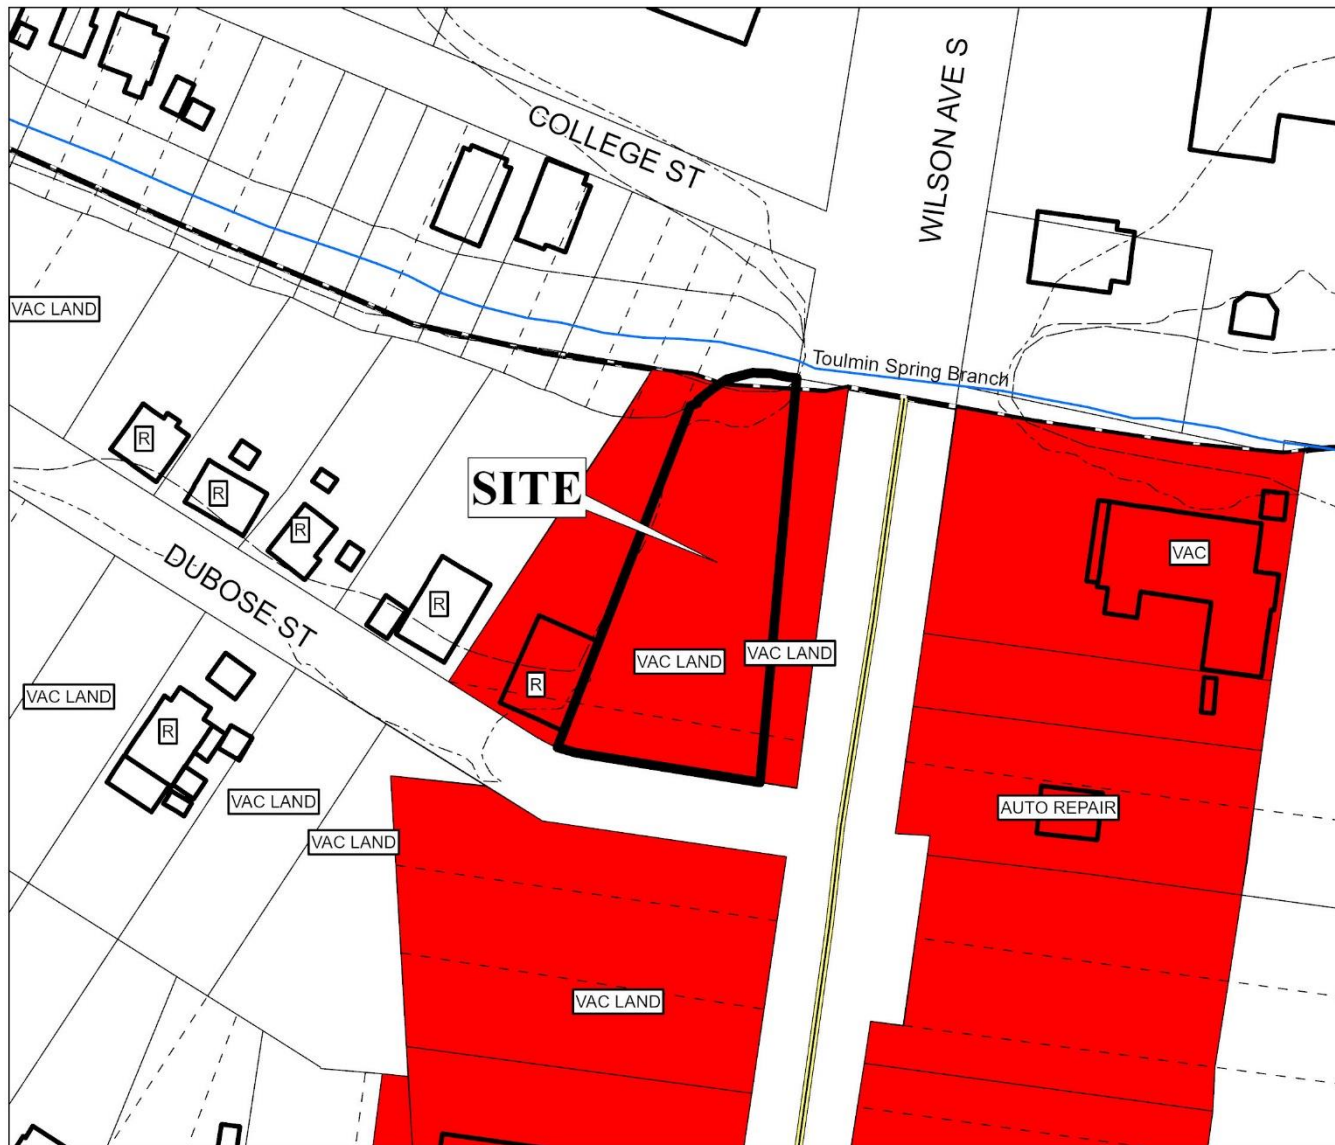 COLLEGE ST
WILSON AVE S
VAC LAND
Toulmin Spring Branch
R
R
R
R
SITE
DUBOSE ST
VAC
VAC LAND
VAC LAND
R
VAC LAND
R
VAC LAND
VAC LAND
AUTO REPAIR
VAC LAND